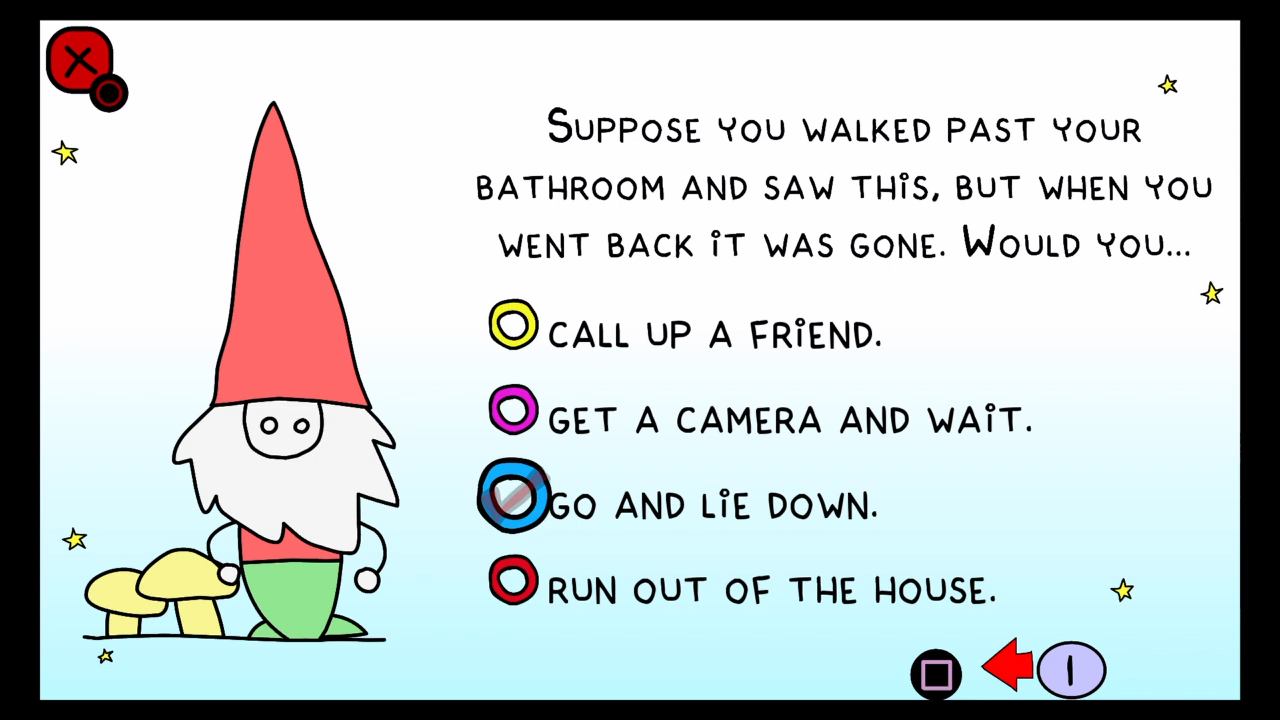 Suppose you walked past your
bathroom and saw this, but when you
went back it was gone. Would you...
call up a friend.
get a camera and wait.
go and lie down.
run out of the house.
1